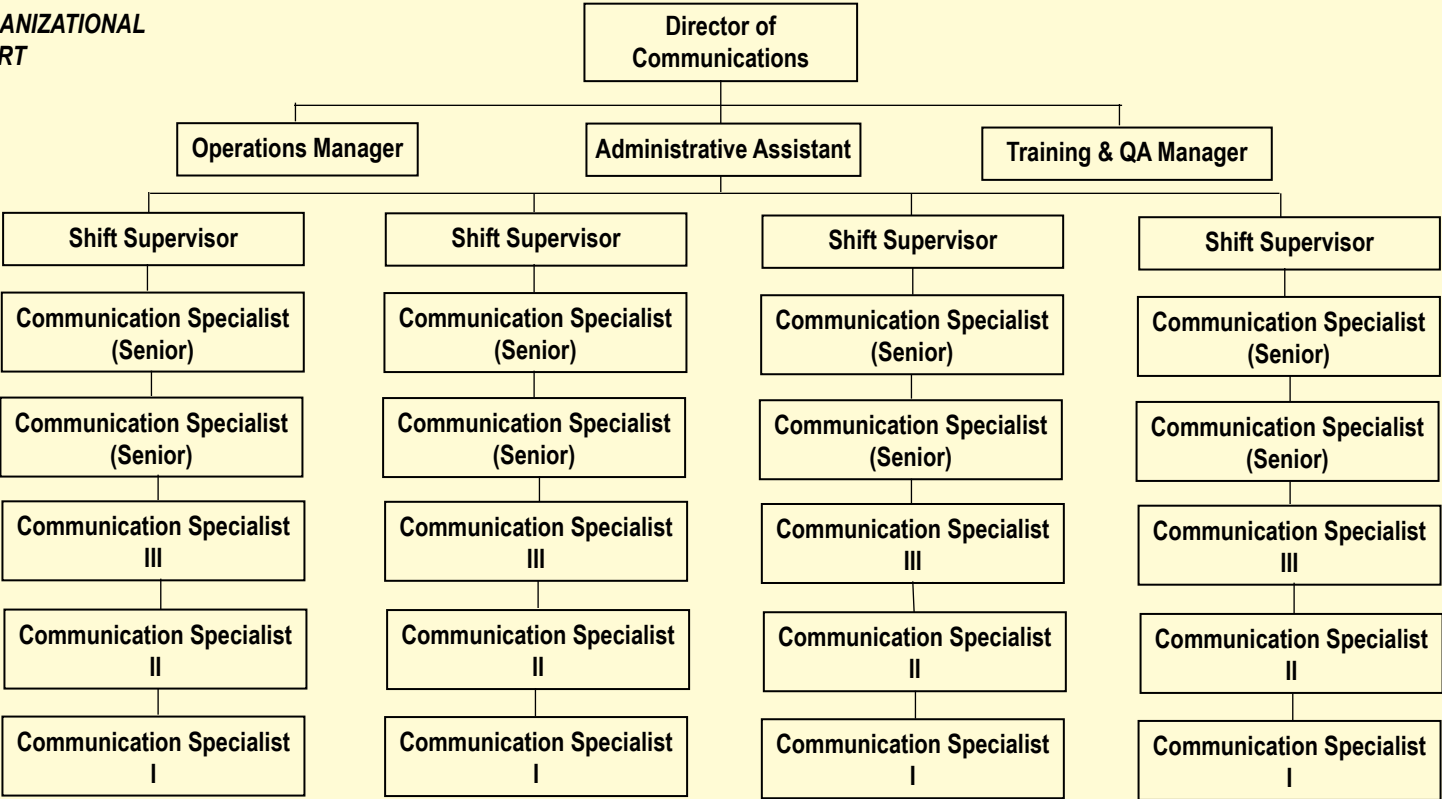 ANIZATIONAL
RT
Director of
Communications
Operations Manager
Administrative Assistant
Training & QA Manager
Shift Supervisor
Shift Supervisor
Shift Supervisor
Shift Supervisor
Communication Specialist
(Senior)
Communication Specialist
(Senior)
Communication Specialist
(Senior)
Communication Specialist
(Senior)
Communication Specialist
(Senior)
Communication Specialist
(Senior)
Communication Specialist
(Senior)
Communication Specialist
(Senior)
Communication Specialist
III
Communication Specialist
III
Communication Specialist
III
Communication Specialist
III
Communication Specialist
II
Communication Specialist
II
Communication Specialist
II
Communication Specialist
II
Communication Specialist
I
Communication Specialist
I
Communication Specialist
I
Communication Specialist
I